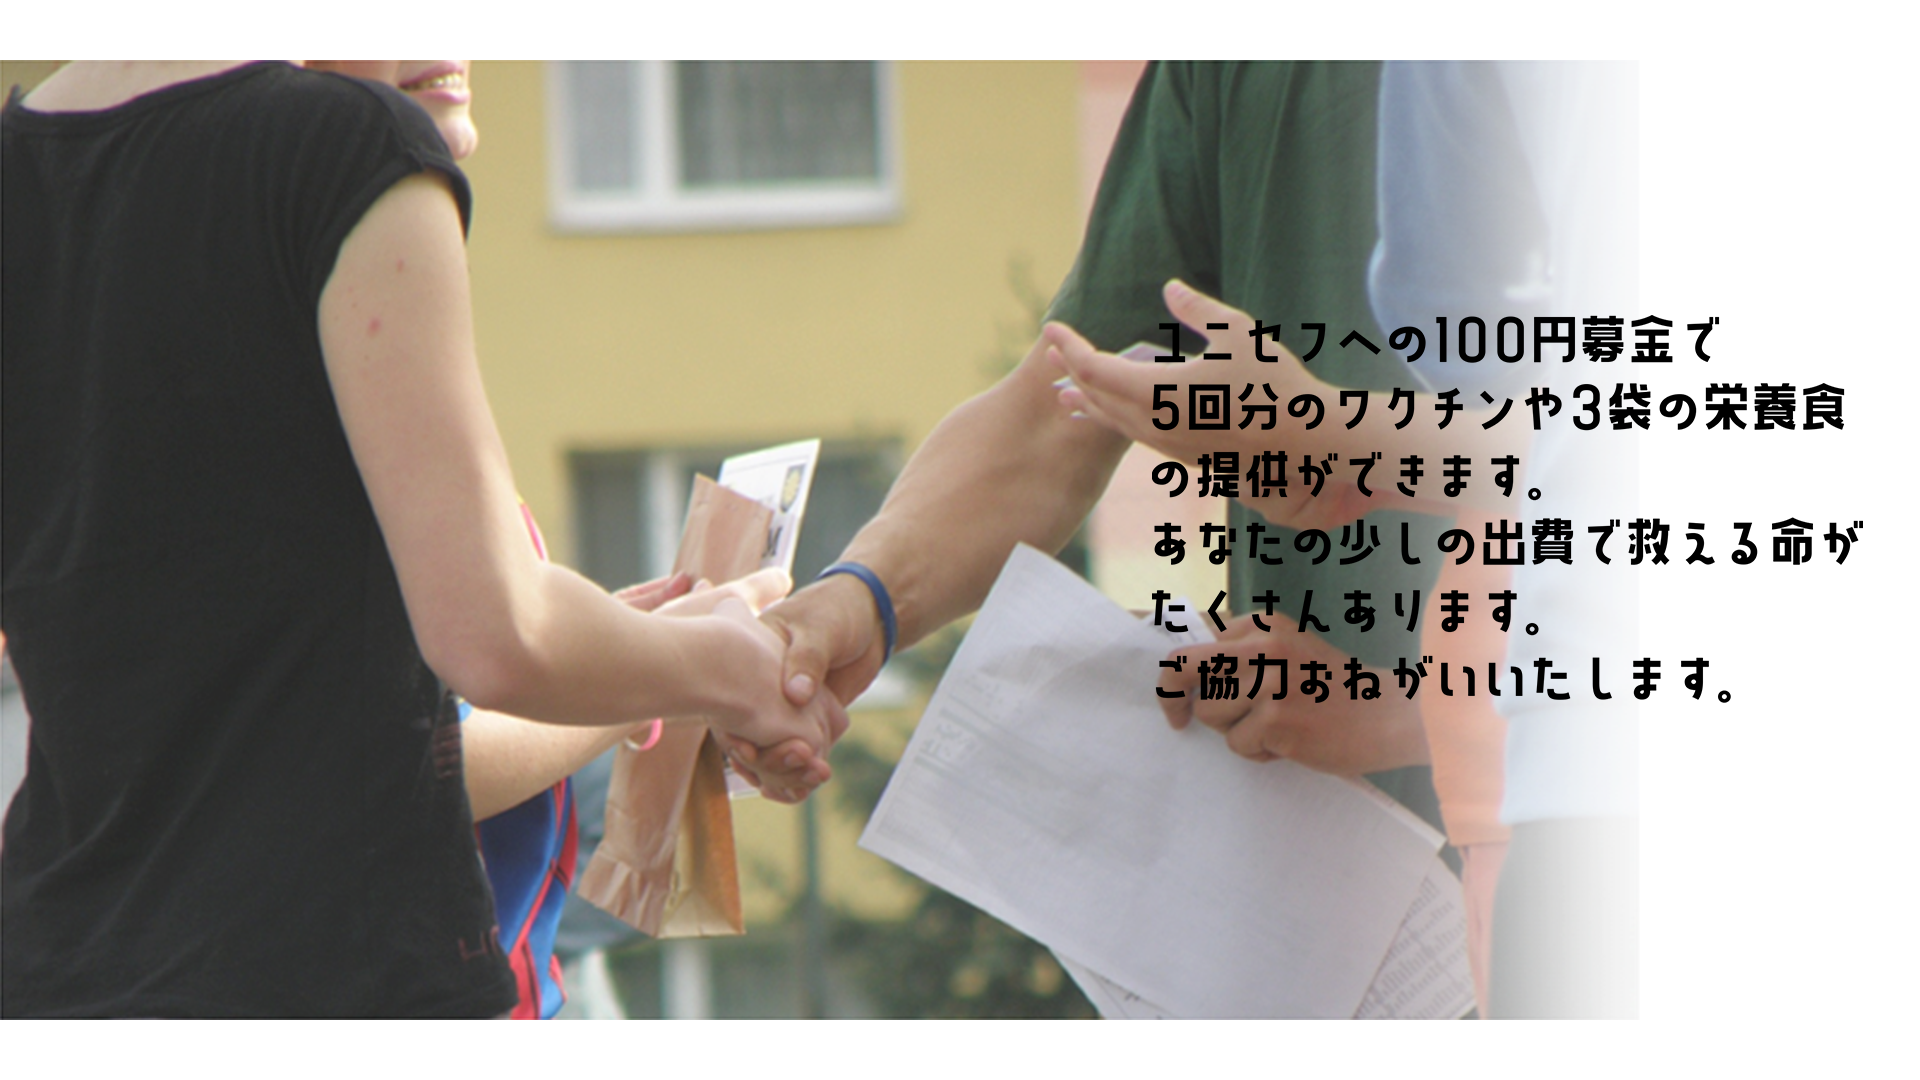 ユニセフへの100円募金で
5回分のワクチンや3袋の栄養食
の提供ができます。
あなたの少しの出費で救える命が
たくさんあります。
ご協力おねがいいたします。